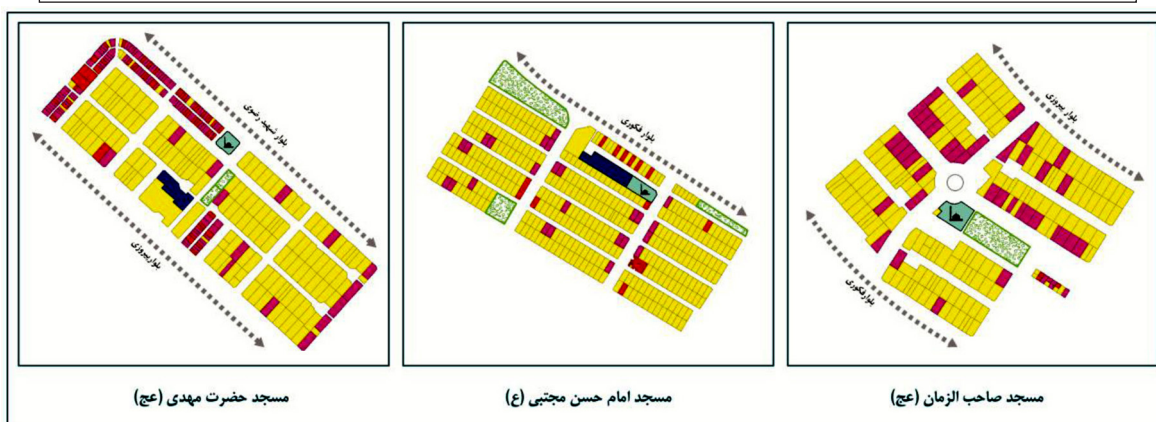 بلوار پیروزی
بلوار فکوری
مسجد صاحب الزمان (عج)
بلوار فکوری
مسجد امام حسن مجتبی (ع)
بلوار شهید رضوی
بلوار پیروزی
مسجد حضرت مهدی (عج)